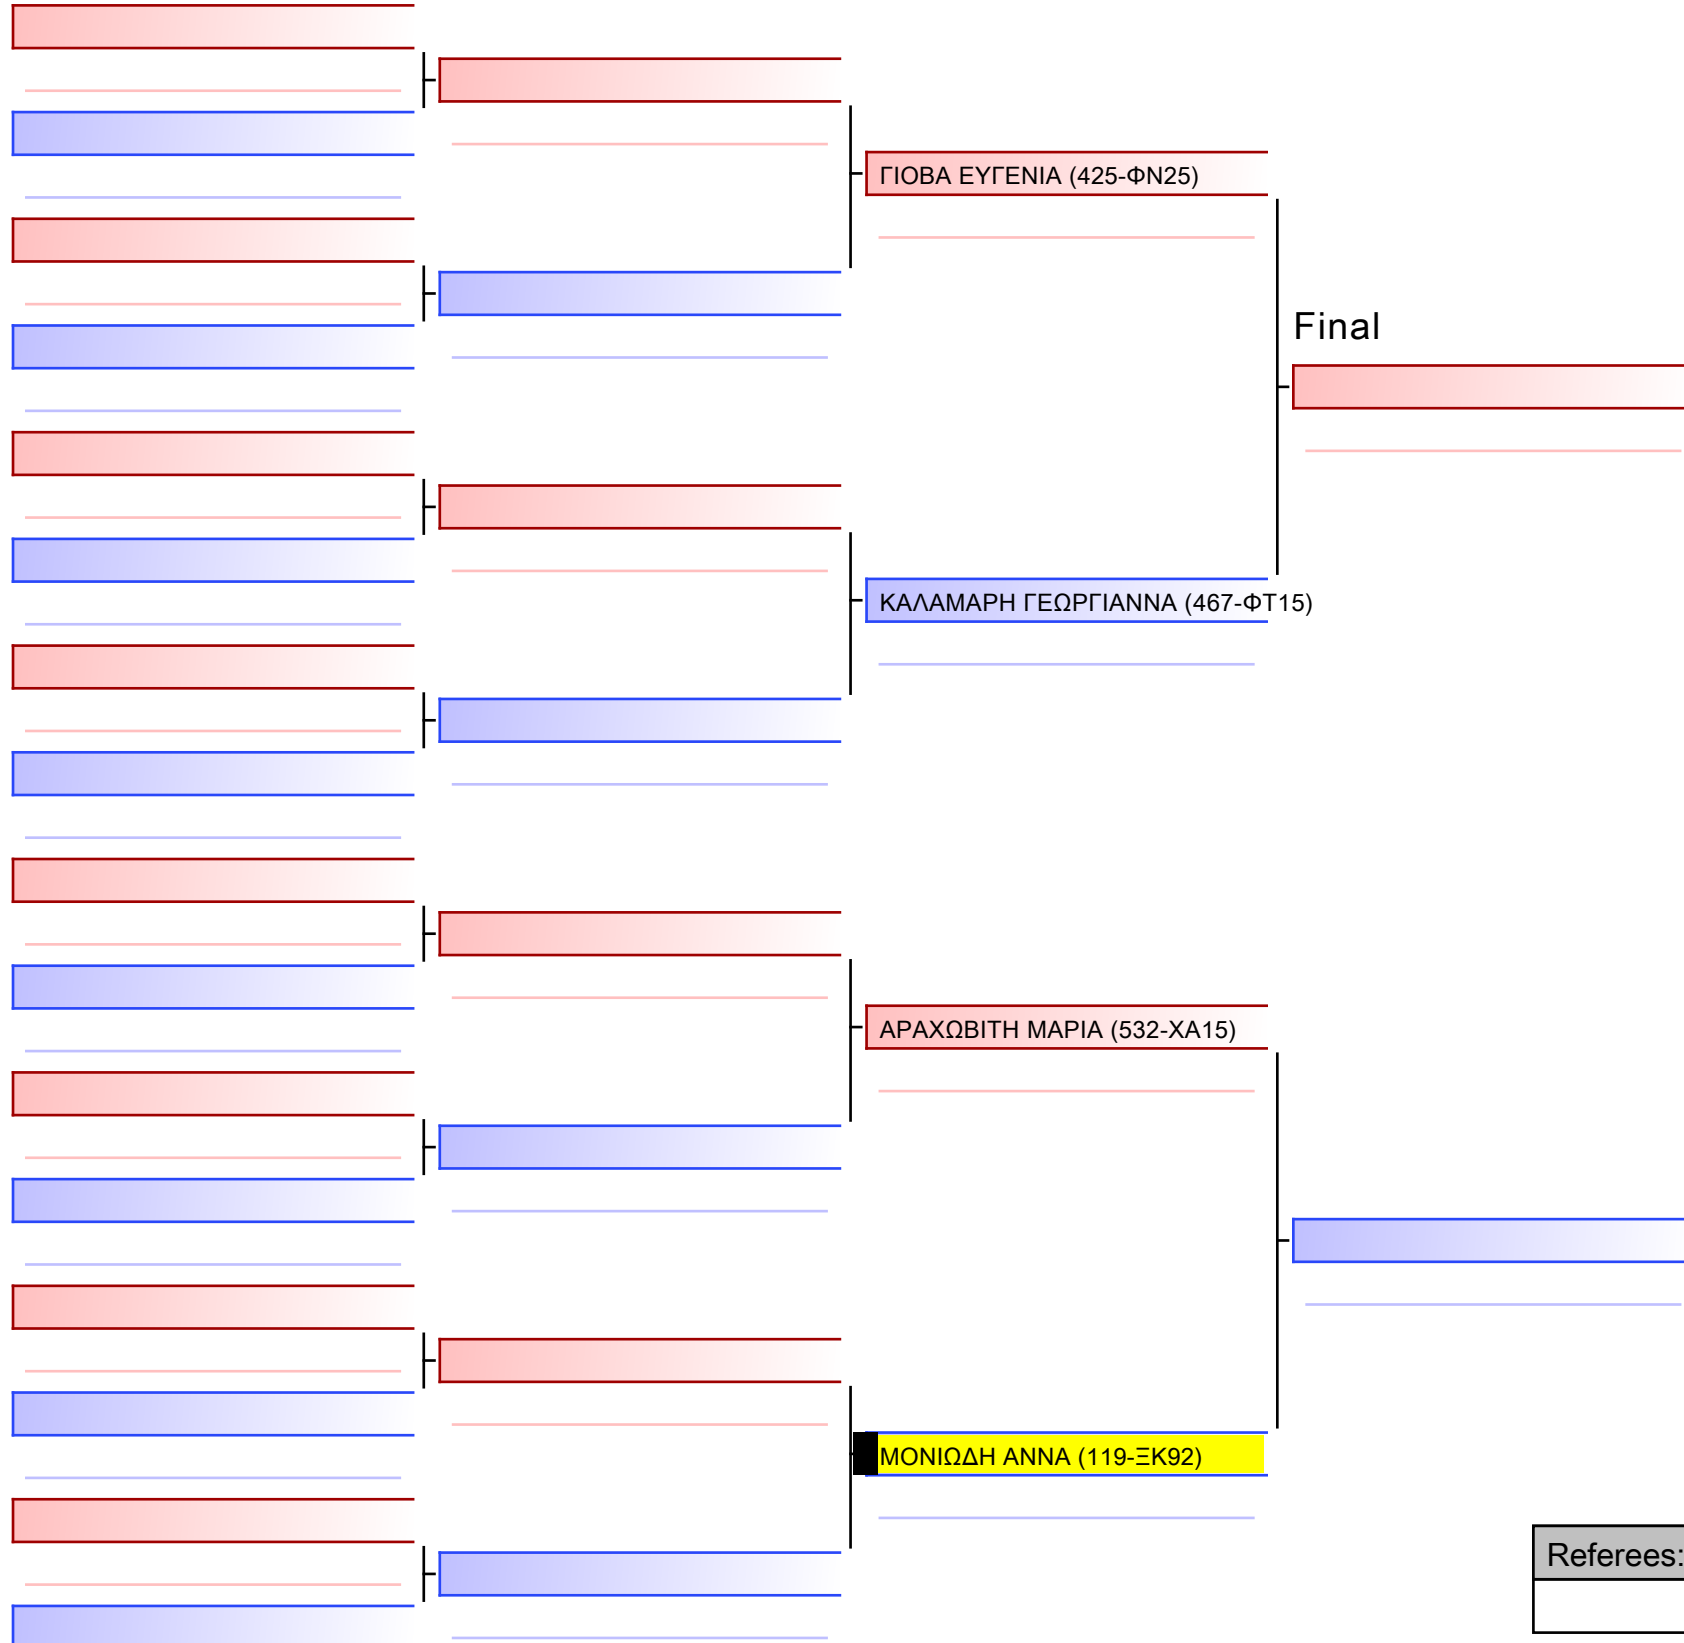 ΓΙΟΒΑ ΕΥΓΕΝΙΑ (425-ΦΝ25)
Final
ΚΑΛΑΜΑΡΗ ΓΕΩΡΓΙΑΝΝΑ (467-ΦΤ15)
ΑΡΑΧΩΒΙΤΗ ΜΑΡΙΑ (532-ΧΑ15)
ΜΟΝΙΩΔΗ ΑΝΝΑ (119-ΞΚ92)
Referees: